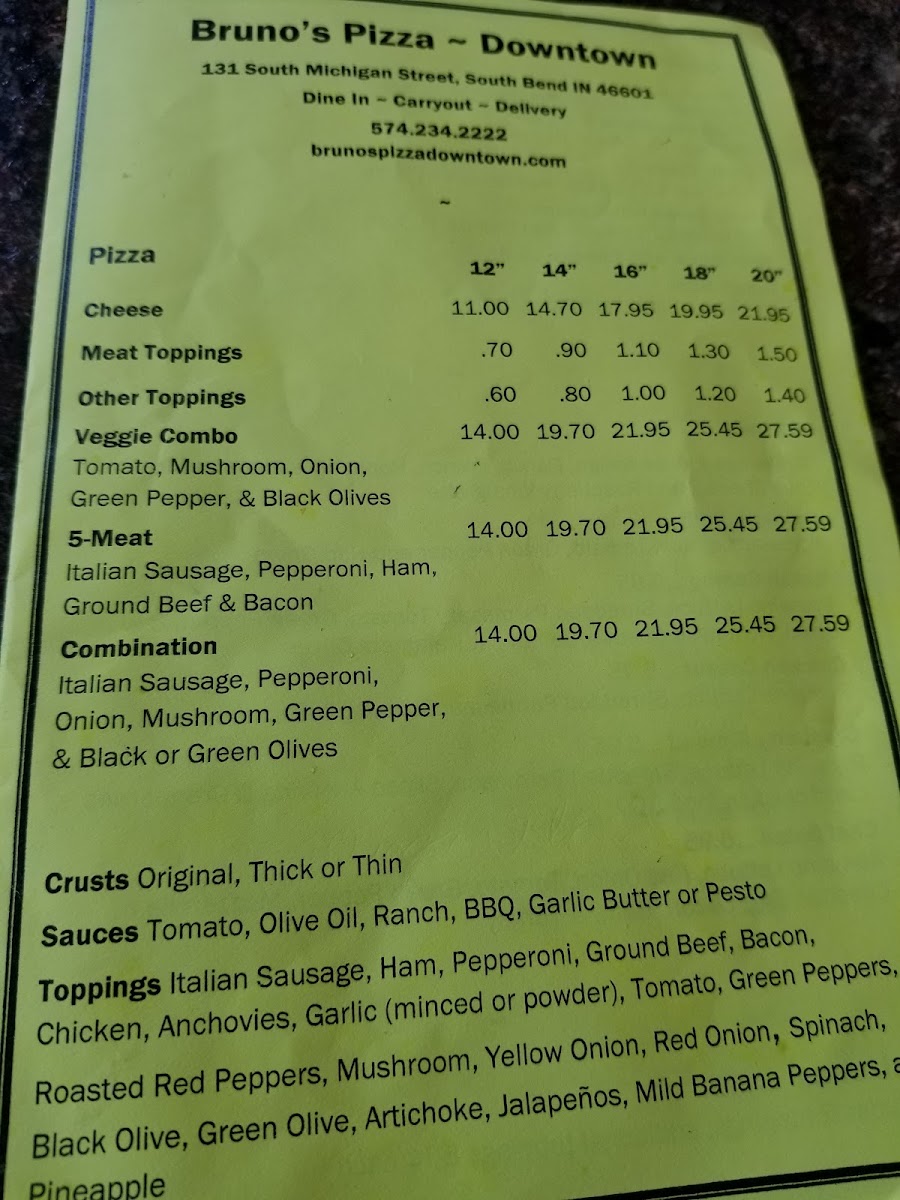 Bruno's Pizza ~ Downtown
131 South Michigan Street, South Bend IN 46601
Dine In ~ Carryout ~ Delivery
574.234.2222
brunospizzadowntown.com
~
Pizza 12" 14" 16" 18" 20"
Cheese 11.00 14.70 17.95 19.95 21.95
Meat Toppings .70 .90 1.10 1.30 1.50
Other Toppings .60 .80 1.00 1.20 1.40
Veggie Combo 14.00 19.70 21.95 25.45 27.59
Tomato, Mushroom, Onion,
Green Pepper, & Black Olives
5-Meat 14.00 19.70 21.95 25.45 27.59
Italian Sausage, Pepperoni, Ham,
Ground Beef & Bacon
Combination 14.00 19.70 21.95 25.45 27.59
Italian Sausage, Pepperoni,
Onion, Mushroom, Green Pepper,
& Black or Green Olives
Crusts Original, Thick or Thin
Sauces Tomato, Olive Oil, Ranch, BBQ, Garlic Butter or Pesto
Toppings Italian Sausage, Ham, Pepperoni, Ground Beef, Bacon,
Chicken, Anchovies, Garlic (minced or powder), Tomato, Green Peppers,
Roasted Red Peppers, Mushroom, Yellow Onion, Red Onion, Spinach,
Black Olive, Green Olive, Artichoke, Jalapeños, Mild Banana Peppers,
Pineapple